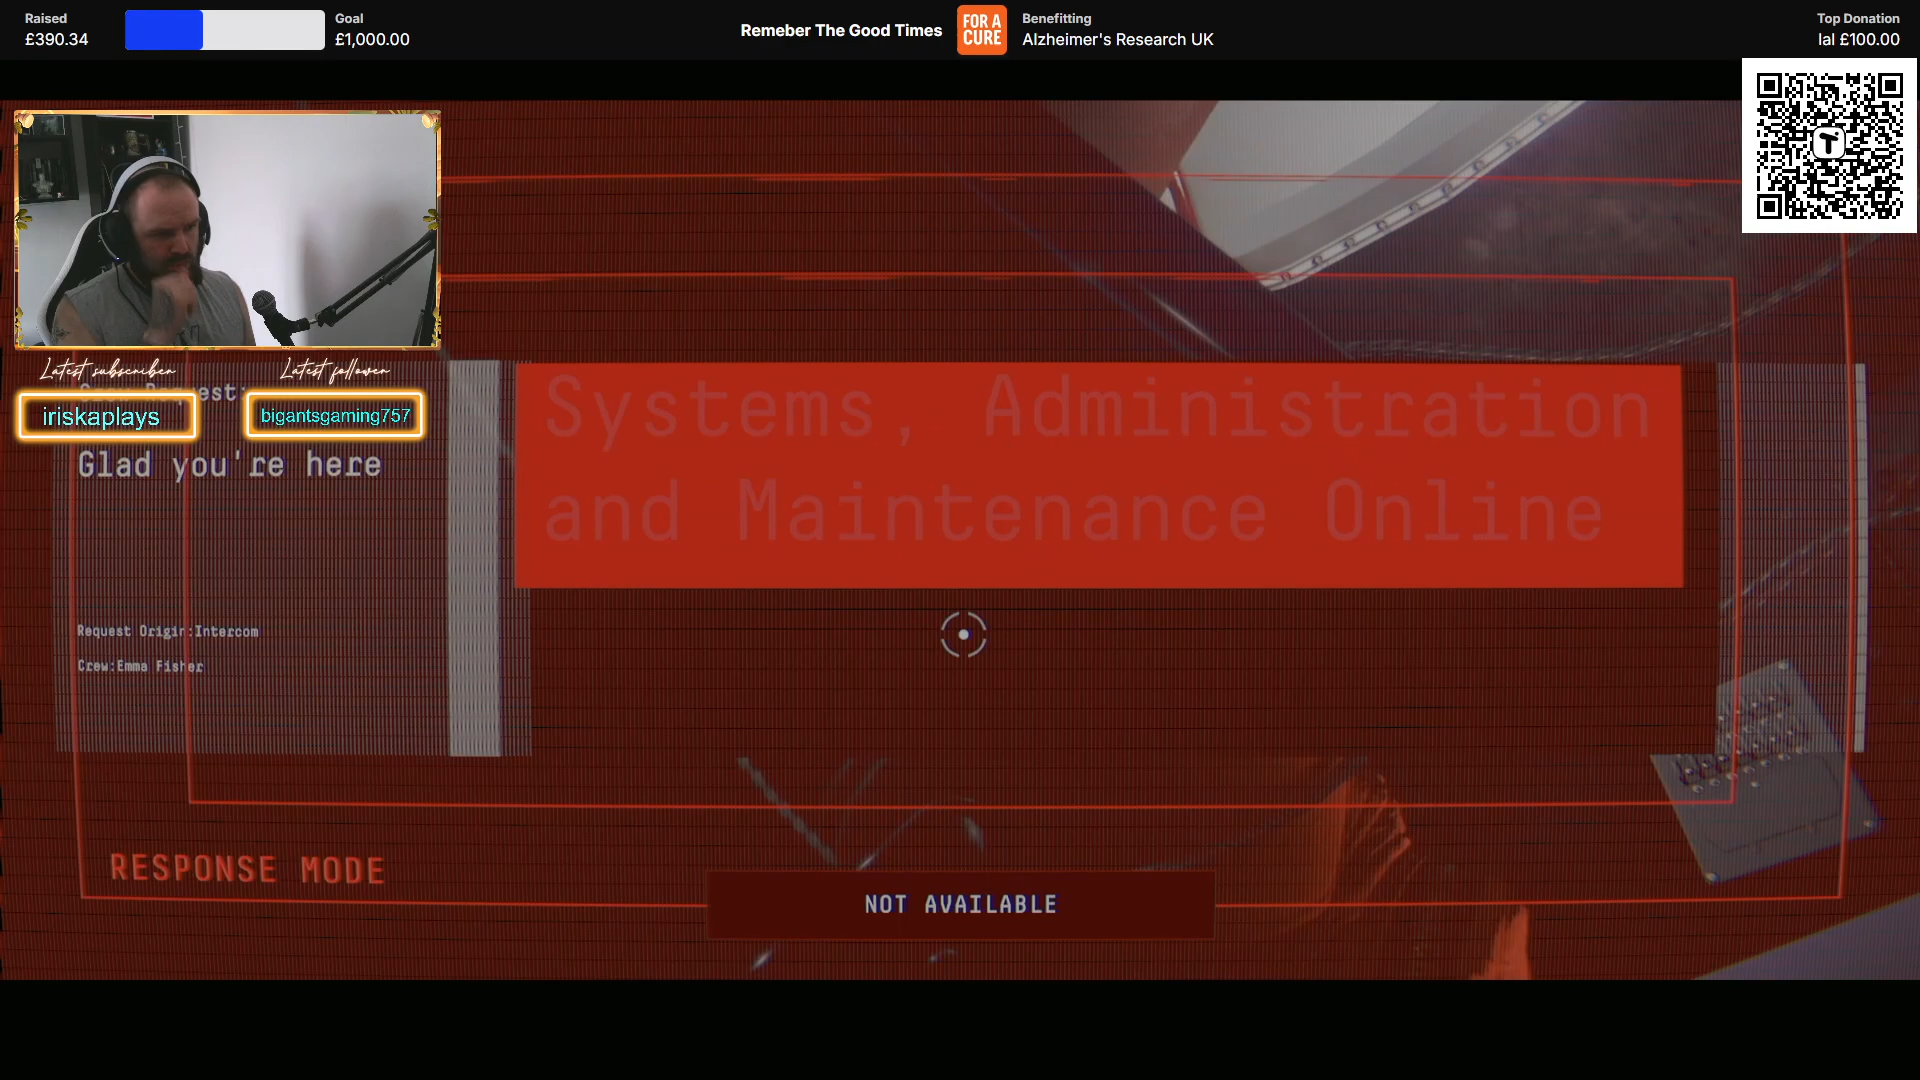 Raised
£390.34
Goal
£1,000.00
Remeber The Good Times
FOR A
CURE
Benefitting
Alzheimer's Research UK
Top Donation
lal £100.00
Latest subscriber
Latest follower
iriskaplays
bigantsgaming757
Glad you're here
Request Origin:Intercom
Crew:Emma Fisher
Systems, Administration
and Maintenance Online
RESPONSE MODE
NOT AVAILABLE